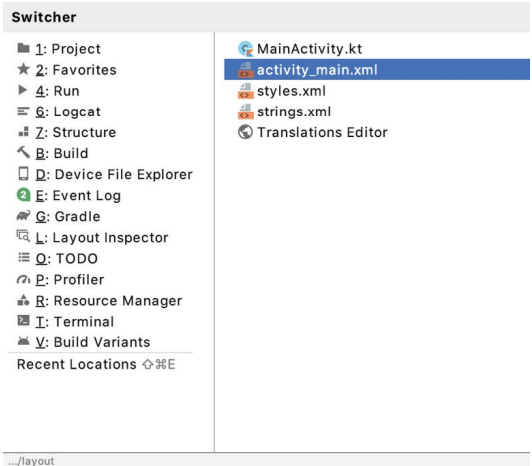 Switcher
1: Project
2: Favorites
4: Run
6: Logcat
7: Structure
B: Build
D: Device File Explorer
2 E: Event Log
G: Gradle
L: Layout Inspector
O: TODO
P: Profiler
R: Resource Manager
T: Terminal
V: Build Variants
Recent Locations ⇧⌘E
MainActivity.kt
activity_main.xml
styles.xml
strings.xml
Translations Editor
.../layout